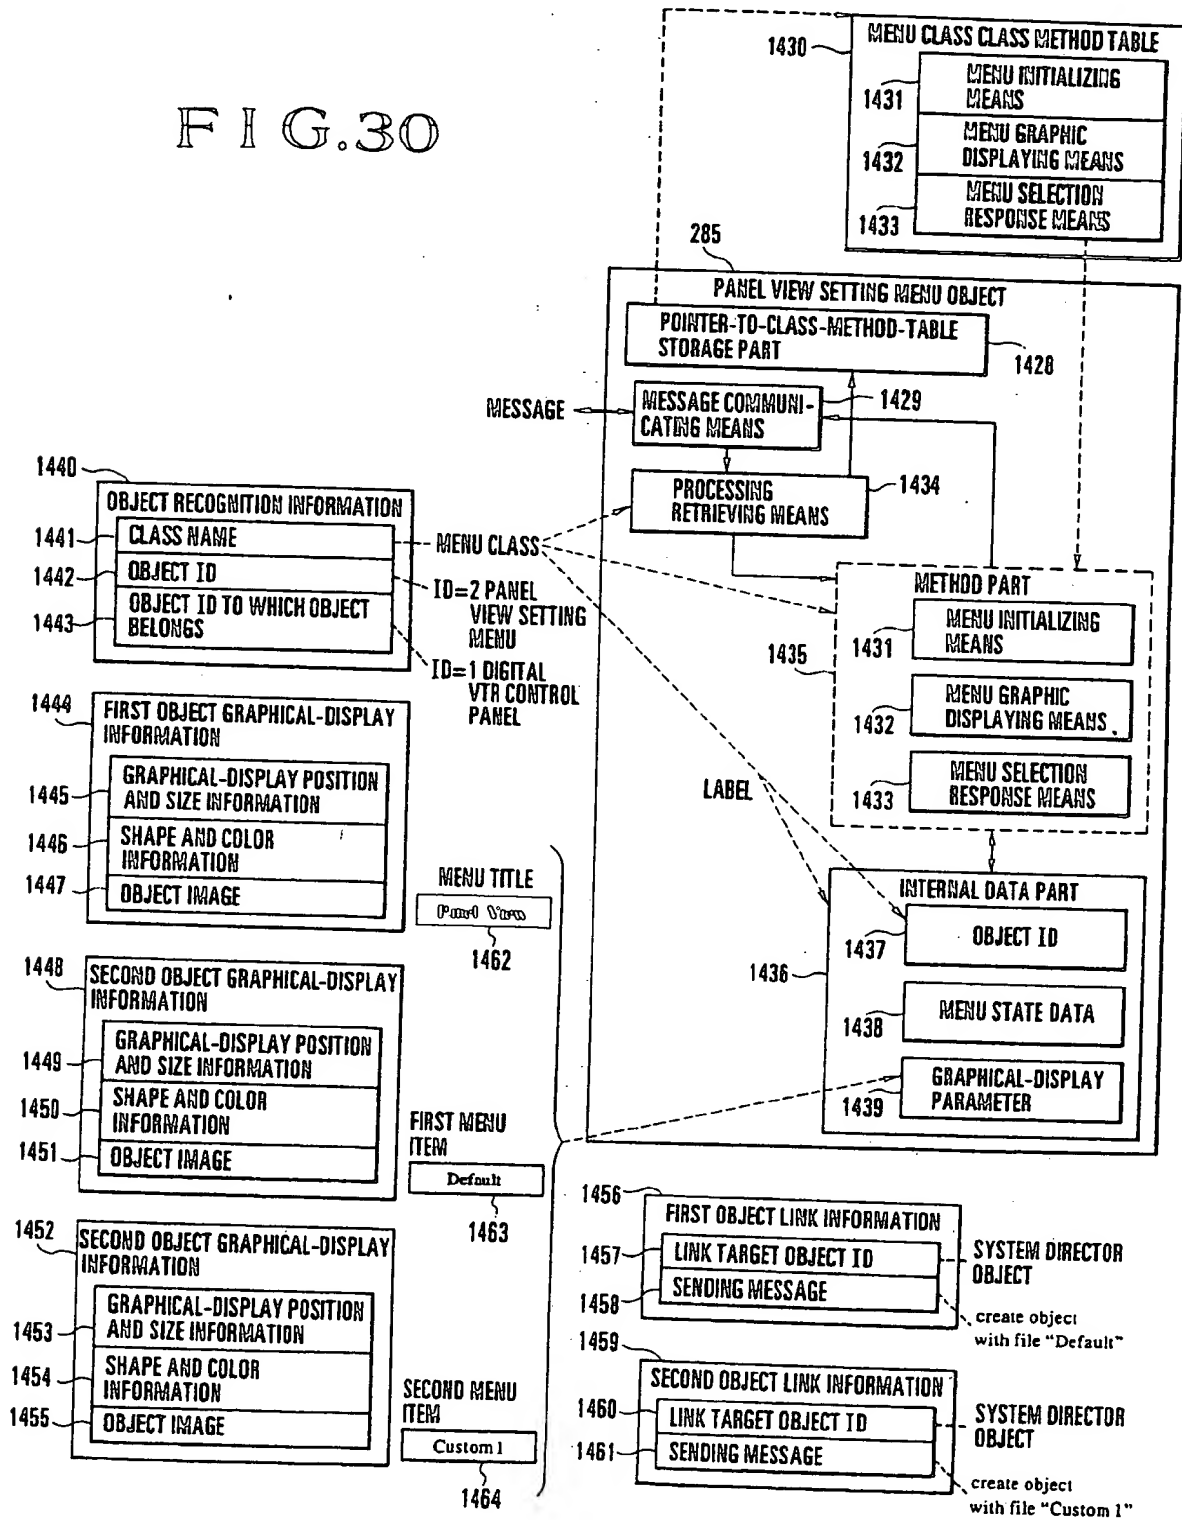 FIG.30
1430
MENU CLASS CLASS METHOD TABLE
1431
MENU INITIALIZING
MEANS
1432
MENU GRAPHIC
DISPLAYING MEANS
1433
MENU SELECTION
RESPONSE MEANS
285
PANEL VIEW SETTING MENU OBJECT
POINTER-TO-CLASS-METHOD-TABLE
STORAGE PART
1428
MESSAGE
MESSAGE COMMUNI-
CATING MEANS
1429
PROCESSING
RETRIEVING MEANS
1434
METHOD PART
1435
1431
MENU INITIALIZING
MEANS
1432
MENU GRAPHIC
DISPLAYING MEANS
1433
MENU SELECTION
RESPONSE MEANS
LABEL
INTERNAL DATA PART
1436
1437
OBJECT ID
1438
MENU STATE DATA
1439
GRAPHICAL-DISPLAY
PARAMETER
1440
OBJECT RECOGNITION INFORMATION
1441
CLASS NAME
MENU CLASS
1442
OBJECT ID
ID=2 PANEL
VIEW SETTING
MENU
1443
OBJECT ID TO WHICH OBJECT
BELONGS
ID=1 DIGITAL
VTR CONTROL
PANEL
1444
FIRST OBJECT GRAPHICAL-DISPLAY
INFORMATION
1445
GRAPHICAL-DISPLAY POSITION
AND SIZE INFORMATION
1446
SHAPE AND COLOR
INFORMATION
1447
OBJECT IMAGE
MENU TITLE
Panel View
1462
1448
SECOND OBJECT GRAPHICAL-DISPLAY
INFORMATION
1449
GRAPHICAL-DISPLAY POSITION
AND SIZE INFORMATION
1450
SHAPE AND COLOR
INFORMATION
1451
OBJECT IMAGE
FIRST MENU
ITEM
Default
1463
1452
SECOND OBJECT GRAPHICAL-DISPLAY
INFORMATION
1453
GRAPHICAL-DISPLAY POSITION
AND SIZE INFORMATION
1454
SHAPE AND COLOR
INFORMATION
1455
OBJECT IMAGE
SECOND MENU
ITEM
Custom 1
1464
1456
FIRST OBJECT LINK INFORMATION
1457
LINK TARGET OBJECT ID
SYSTEM DIRECTOR
OBJECT
1458
SENDING MESSAGE
create object
with file "Default"
1459
SECOND OBJECT LINK INFORMATION
1460
LINK TARGET OBJECT ID
SYSTEM DIRECTOR
OBJECT
1461
SENDING MESSAGE
create object
with file "Custom 1"